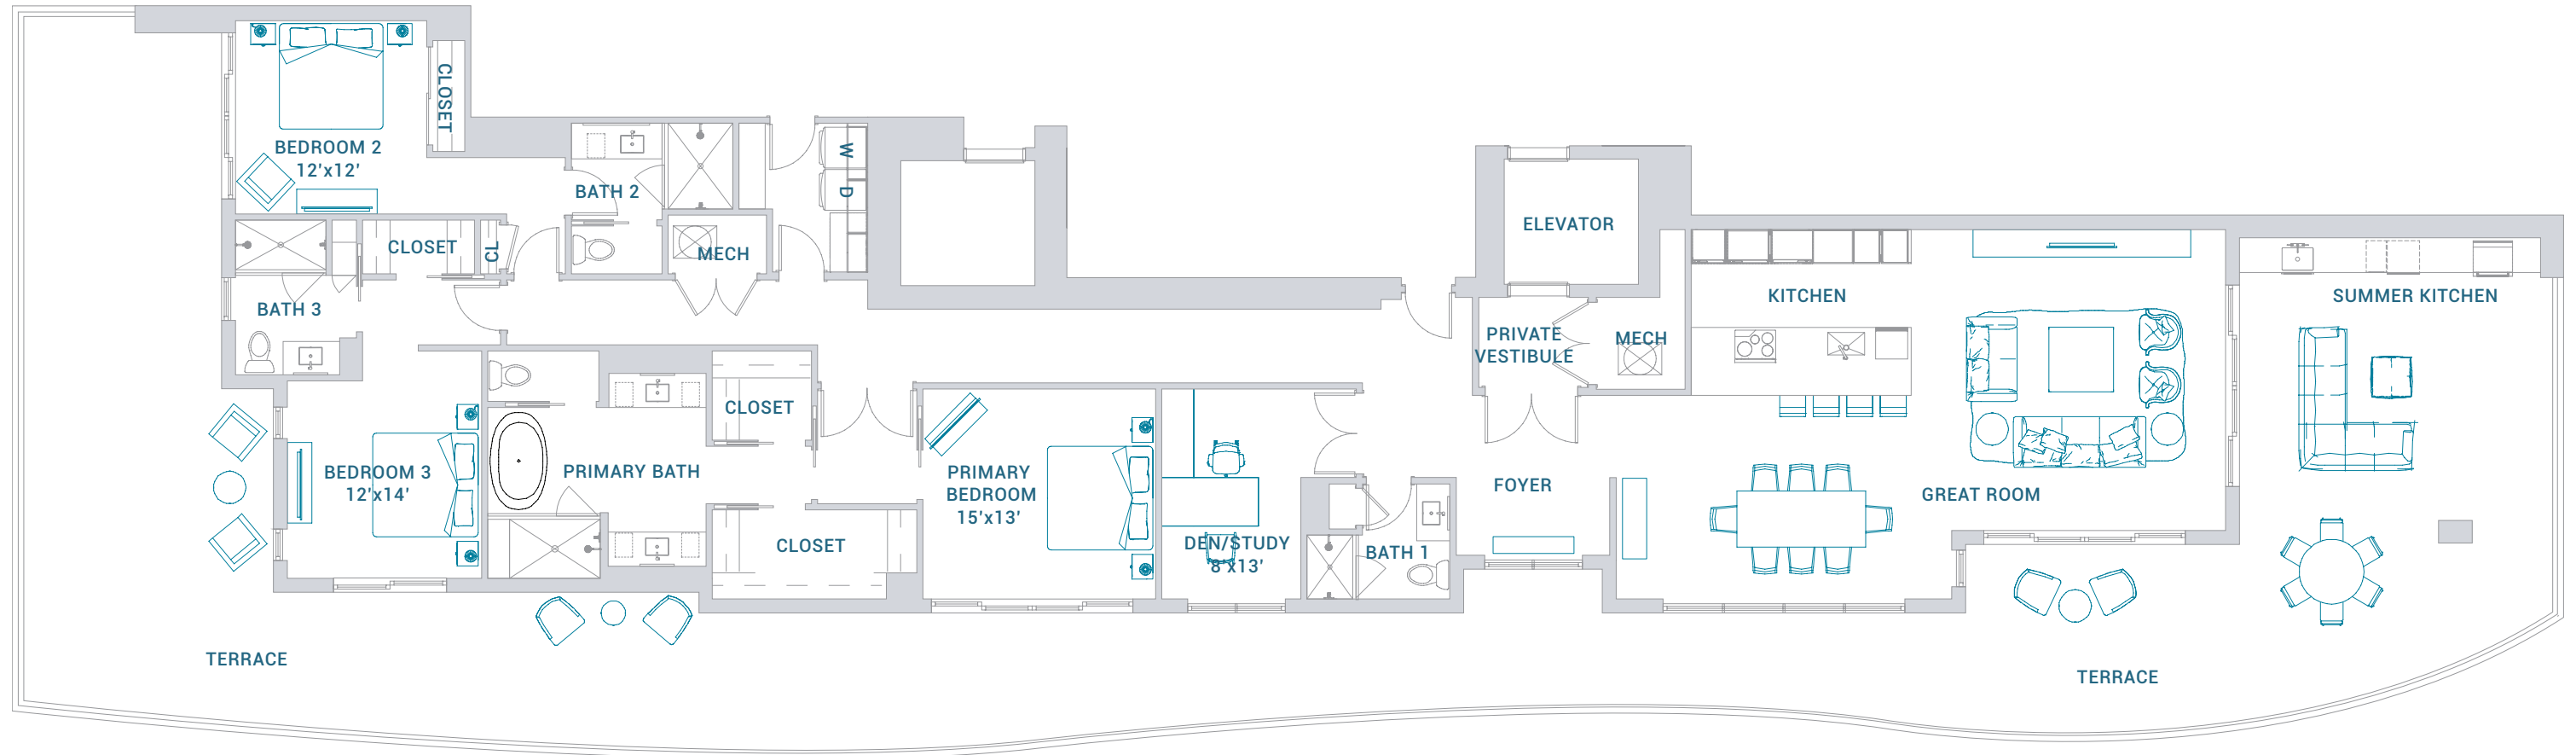 CLOSET
BEDROOM 2
12'x12'
BATH 2
W
D
CLOSET
CL
MECH
BATH 3
ELEVATOR
KITCHEN
SUMMER KITCHEN
PRIVATE
VESTIBULE
MECH
CLOSET
BEDROOM 3
12'x14'
PRIMARY BATH
PRIMARY
BEDROOM
15'x13'
FOYER
GREAT ROOM
CLOSET
DEN/STUDY
8'x13'
BATH 1
TERRACE
TERRACE